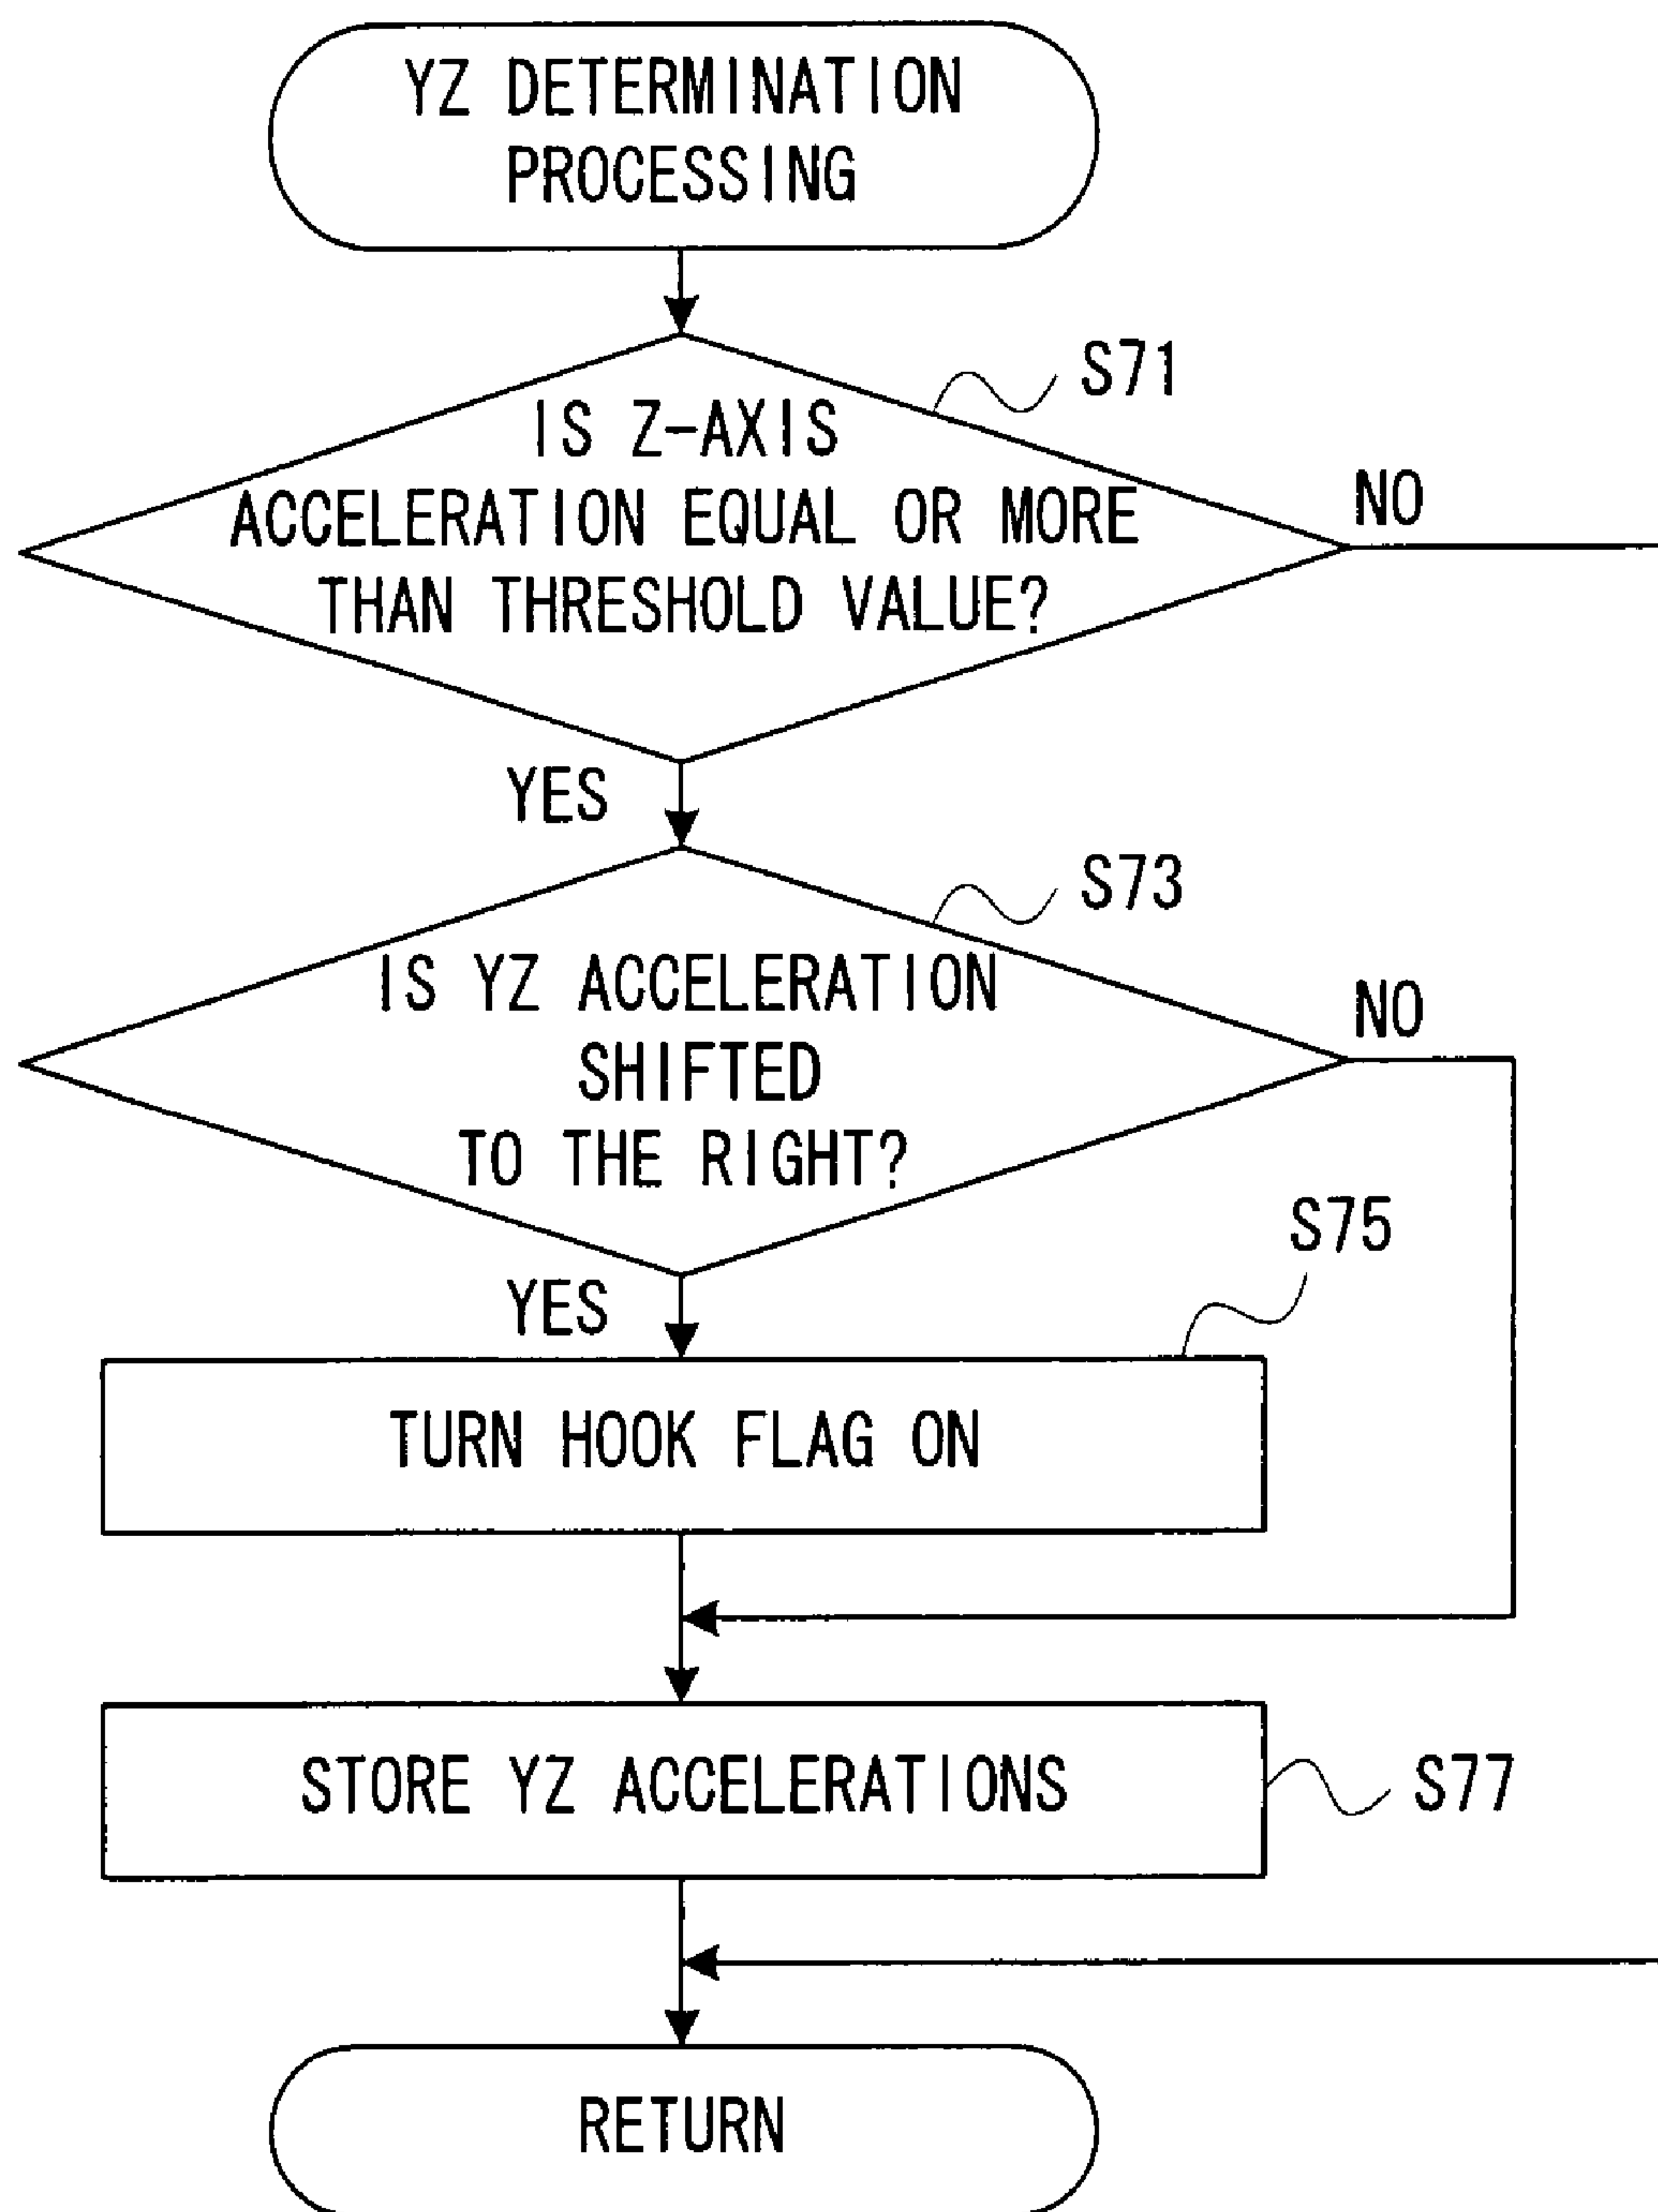 YZ DETERMINATION
PROCESSING
S71
IS Z-AXIS
ACCELERATION EQUAL OR MORE
THAN THRESHOLD VALUE?
NO
YES
S73
IS YZ ACCELERATION
SHIFTED
TO THE RIGHT?
NO
YES
S75
TURN HOOK FLAG ON
STORE YZ ACCELERATIONS
S77
RETURN